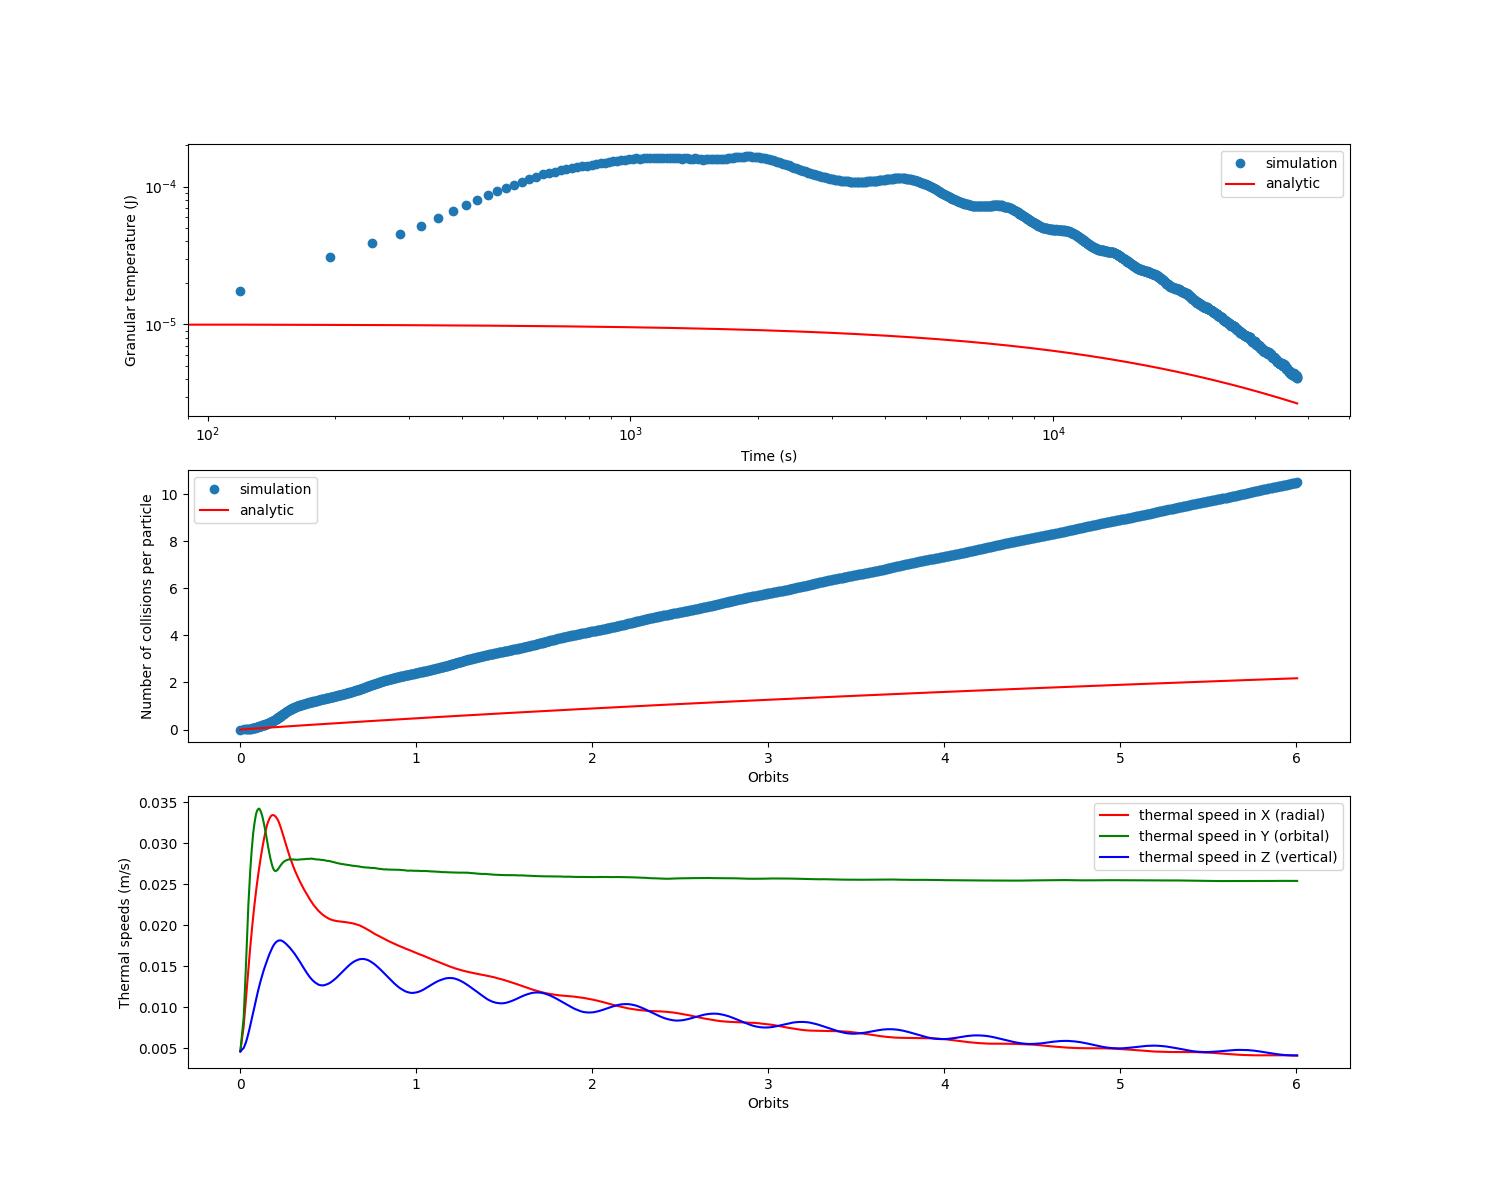 simulation
analytic
10⁻⁴
10⁻⁵
Granular temperature (J)
10² 10³ 10⁴
Time (s)
simulation
analytic
10
8
6
4
2
0
Number of collisions per particle
0 1 2 3 4 5 6
Orbits
thermal speed in X (radial)
thermal speed in Y (orbital)
thermal speed in Z (vertical)
0.035
0.030
0.025
0.020
0.015
0.010
0.005
Thermal speeds (m/s)
0 1 2 3 4 5 6
Orbits